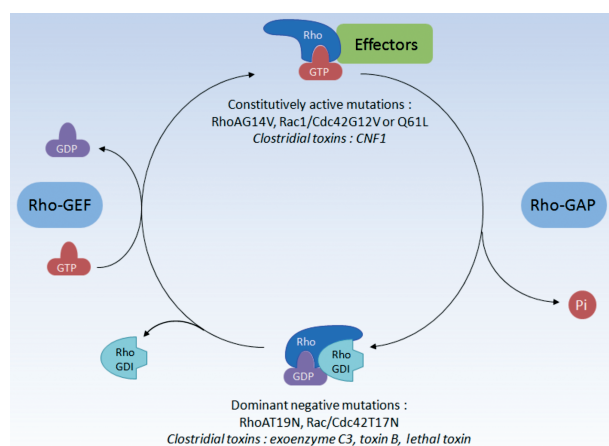 Rho
Effectors
GTP
Constitutively active mutations :
RhoAG14V, Rac1/Cdc42G12V or Q61L
Clostridial toxins : CNF1
GDP
Rho-GEF
Rho-GAP
GTP
Pi
Rho
GDI
Rho
Rho
GDI
GDP
Dominant negative mutations :
RhoAT19N, Rac/Cdc42T17N
Clostridial toxins : exoenzyme C3, toxin B, lethal toxin